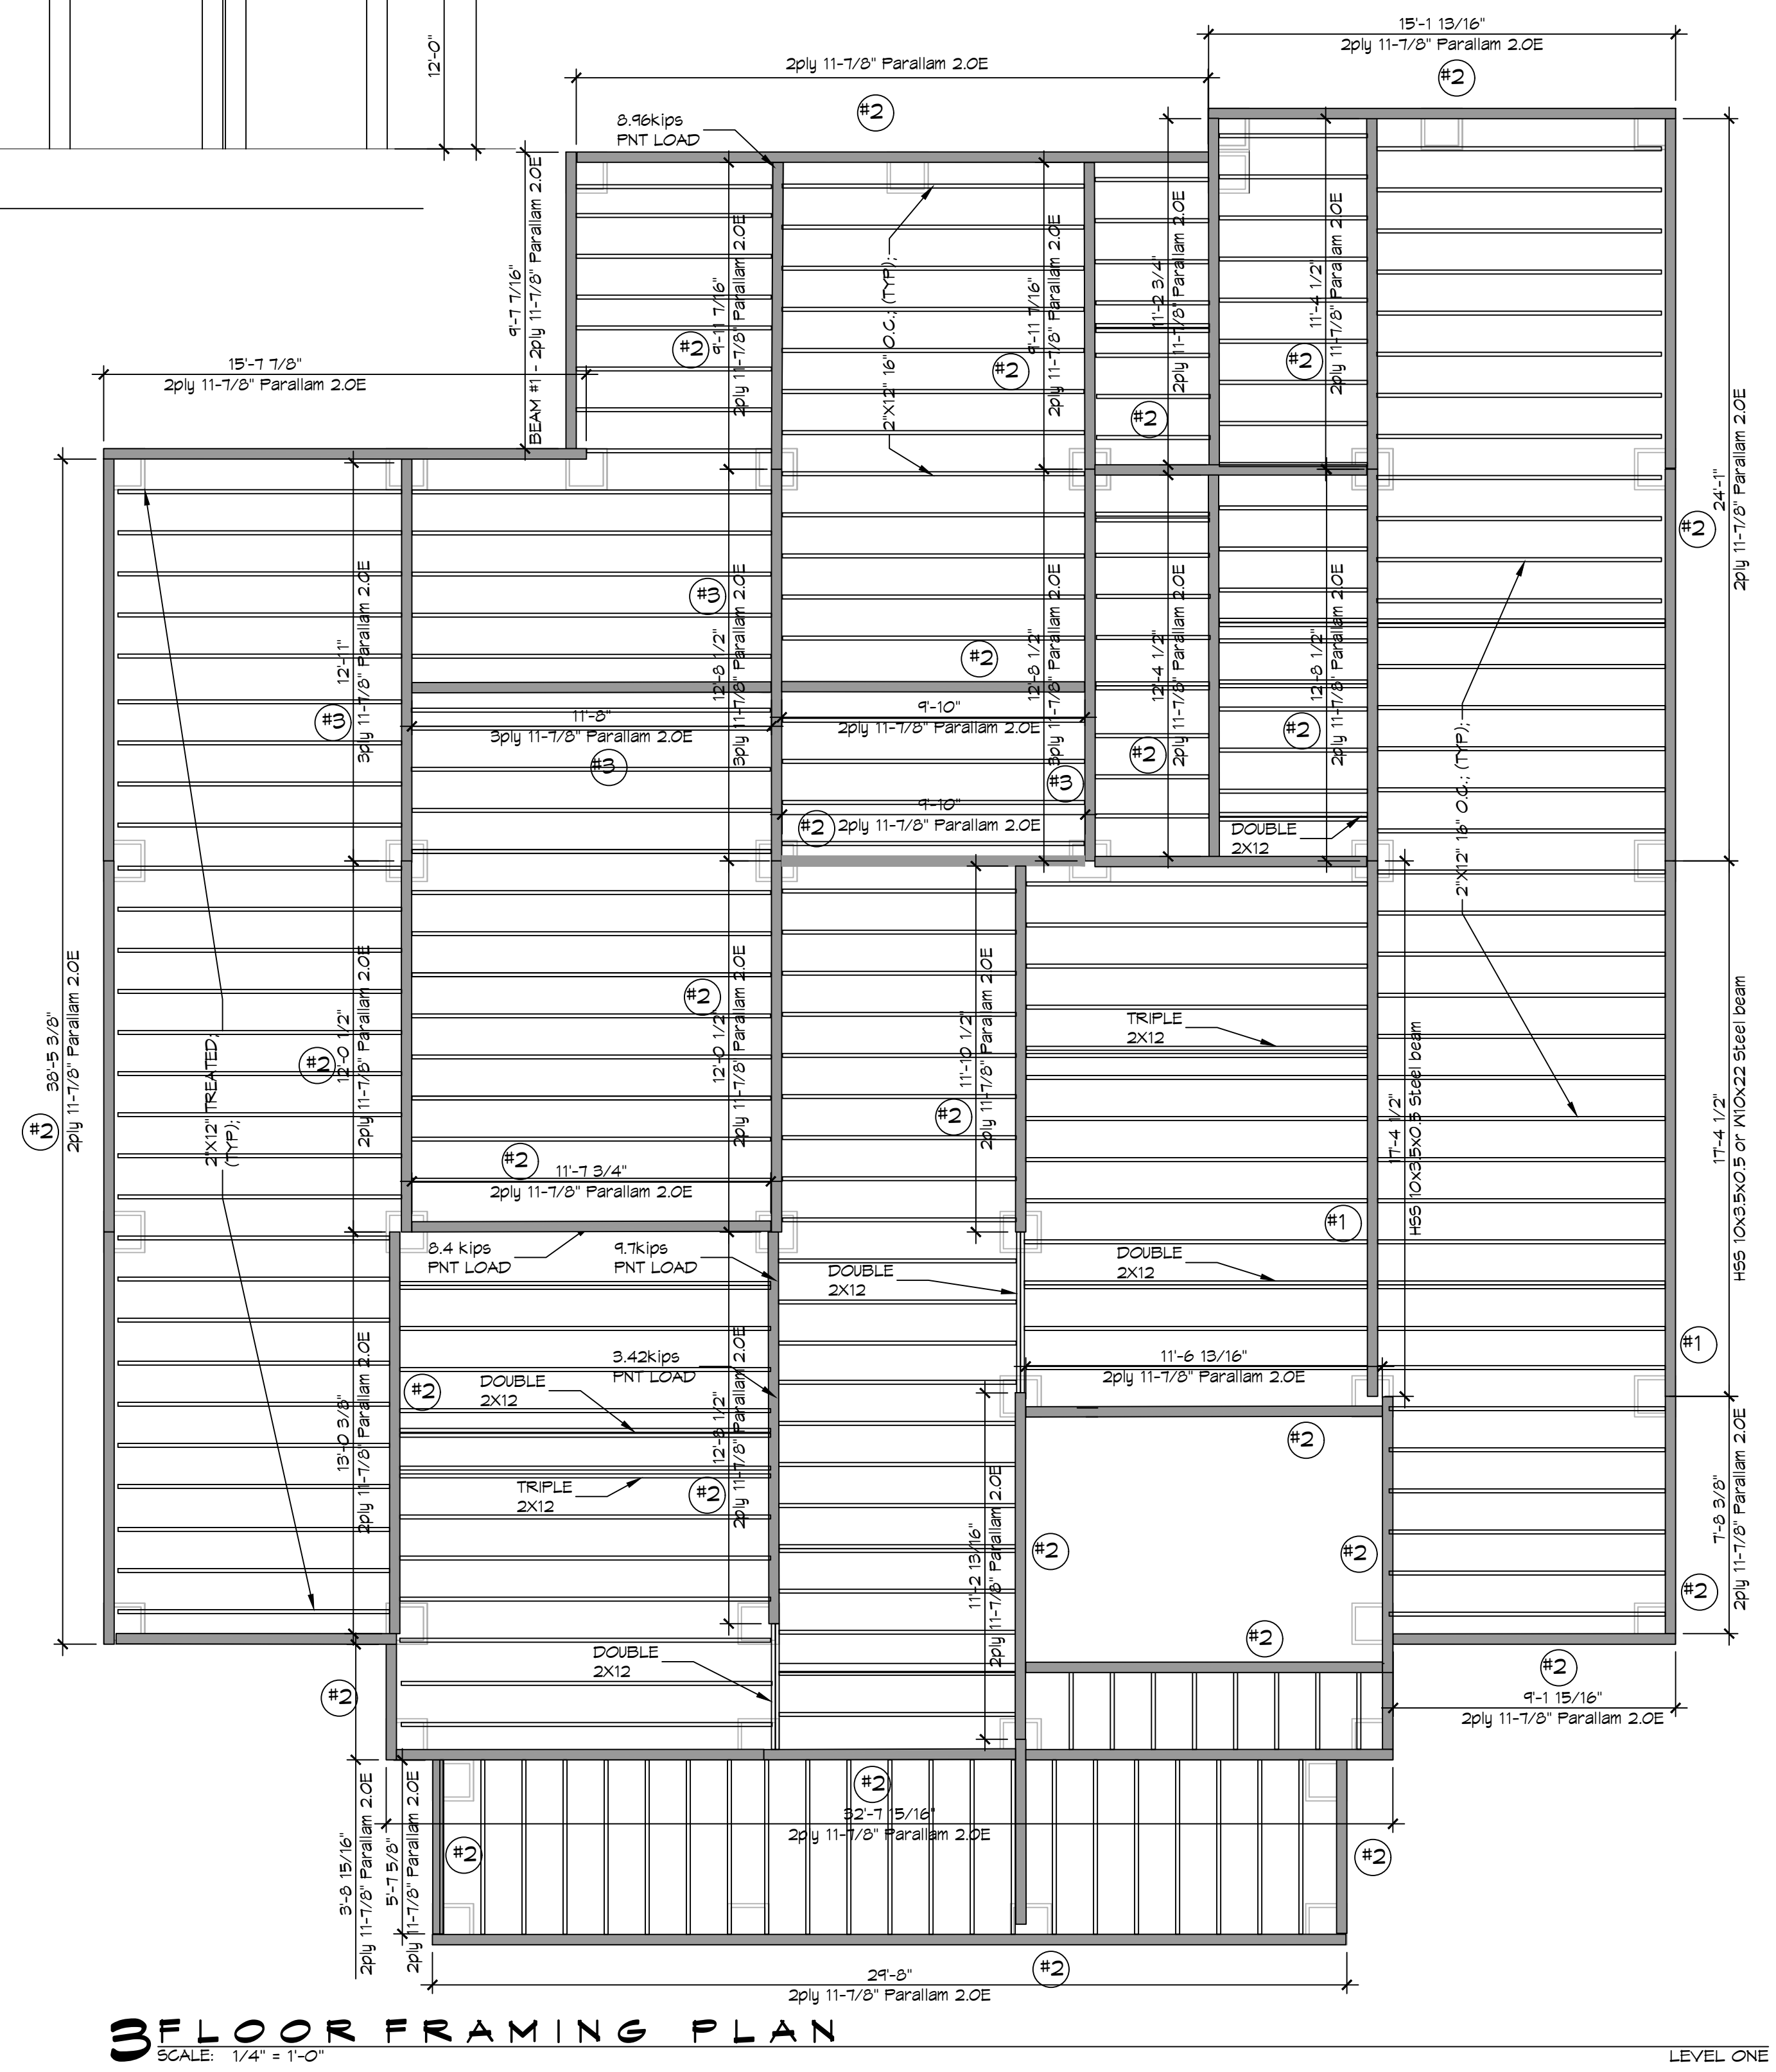 15'-1 13/16"
2ply 11-7/8" Parallam 2.0E
#2
12'-0"
2ply 11-7/8" Parallam 2.0E
#2
8.96kips
PNT LOAD
9'-7 7/16"
BEAM #1 - 2ply 11-7/8" Parallam 2.0E
#2
9'-11 7/16"
2ply 11-7/8" Parallam 2.0E
2"X12" 16" O.C.; (TYP);
#2
9'-11 7/16"
2ply 11-7/8" Parallam 2.0E
#2
11'-2 3/4"
2ply 11-7/8" Parallam 2.0E
#2
11'-4 1/2"
2ply 11-7/8" Parallam 2.0E
15'-7 7/8"
2ply 11-7/8" Parallam 2.0E
#2
24'-1"
2ply 11-7/8" Parallam 2.0E
#3
12'-11"
3ply 11-7/8" Parallam 2.0E
#3
12'-8 1/2"
3ply 11-7/8" Parallam 2.0E
#2
12'-8 1/2"
3ply 11-7/8" Parallam 2.0E
#3
12'-4 1/2"
2ply 11-7/8" Parallam 2.0E
#2
12'-8 1/2"
2ply 11-7/8" Parallam 2.0E
#2
11'-8"
3ply 11-7/8" Parallam 2.0E
#3
9'-10"
2ply 11-7/8" Parallam 2.0E
9'-10"
#2
2ply 11-7/8" Parallam 2.0E
DOUBLE
2X12
2"X12" 16" O.C.; (TYP);
#2
38'-5 3/8"
2ply 11-7/8" Parallam 2.0E
2"X12" TREATED;
(TYP);
#2
12'-0 1/2"
2ply 11-7/8" Parallam 2.0E
#2
12'-0 1/2"
2ply 11-7/8" Parallam 2.0E
#2
11'-10 1/2"
2ply 11-7/8" Parallam 2.0E
TRIPLE
2X12
#1
17'-4 1/2"
HSS 10x3.5x0.5 Steel beam
17'-4 1/2"
HSS 10x3.5x0.5 or W10x22 Steel beam
#1
#2
11'-7 3/4"
2ply 11-7/8" Parallam 2.0E
8.4 kips
PNT LOAD
9.7kips
PNT LOAD
DOUBLE
2X12
DOUBLE
2X12
3.42kips
PNT LOAD
11'-6 13/16"
2ply 11-7/8" Parallam 2.0E
#2
#2
DOUBLE
2X12
TRIPLE
2X12
13'-0 3/8"
2ply 11-7/8" Parallam 2.0E
#2
12'-8 1/2"
2ply 11-7/8" Parallam 2.0E
11'-2 13/16"
2ply 11-7/8" Parallam 2.0E
#2
#2
#2
7'-8 3/8"
2ply 11-7/8" Parallam 2.0E
#2
DOUBLE
2X12
#2
#2
9'-1 15/16"
2ply 11-7/8" Parallam 2.0E
#2
32'-7 15/16"
2ply 11-7/8" Parallam 2.0E
3'-8 15/16"
2ply 11-7/8" Parallam 2.0E
5'-7 5/8"
2ply 11-7/8" Parallam 2.0E
#2
#2
#2
29'-8"
2ply 11-7/8" Parallam 2.0E
3 FLOOR FRAMING PLAN
SCALE: 1/4" = 1'-0"
LEVEL ONE